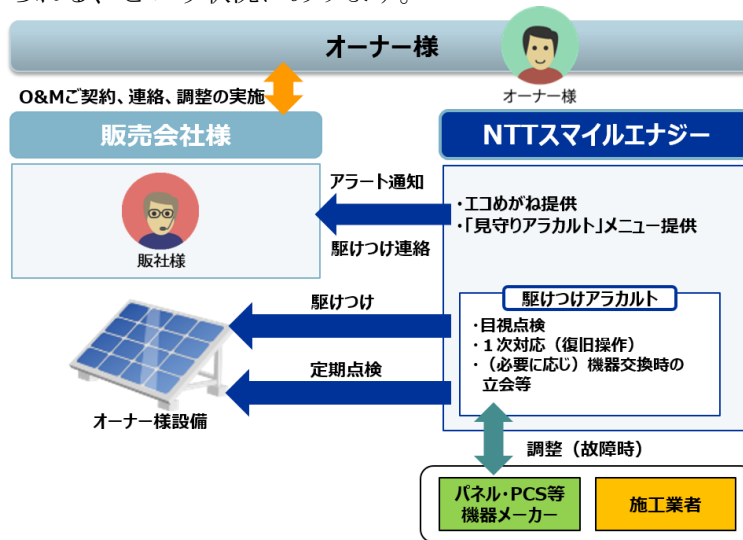 オーナー様
オーナー様
O&Mご契約、連絡、調整の実施
販売会社様
NTTスマイルエナジー
アラート通知
・エコめがね提供
・「見守りアラカルト」メニュー提供
販社様
駆けつけ連絡
駆けつけ
駆けつけアラカルト
・目視点検
・１次対応（復旧操作）
・（必要に応じ）機器交換時の
立会等
定期点検
オーナー様設備
調整（故障時）
パネル・PCS等
機器メーカー
施工業者